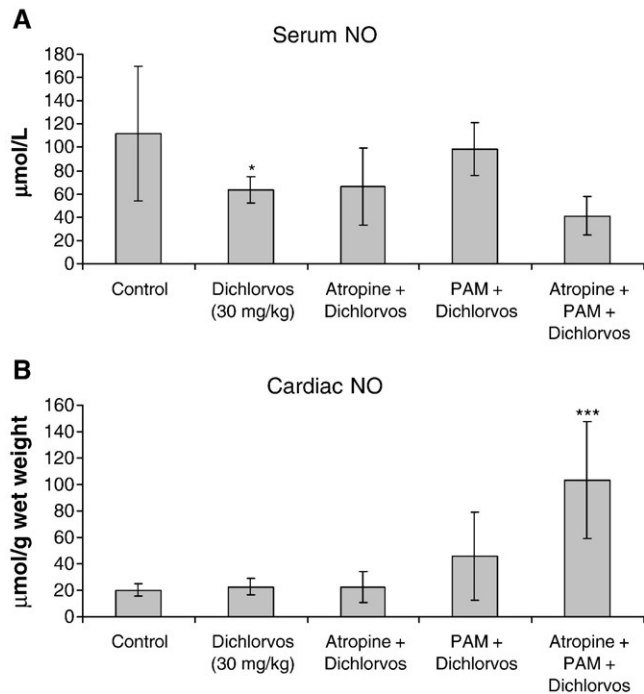 A
Serum NO
μmol/L
180
160
140
120
100
80
60
40
20
0
*
Control
Dichlorvos
(30 mg/kg)
Atropine +
Dichlorvos
PAM +
Dichlorvos
Atropine +
PAM +
Dichlorvos
B
Cardiac NO
μmol/g wet weight
160
140
120
100
80
60
40
20
0
***
Control
Dichlorvos
(30 mg/kg)
Atropine +
Dichlorvos
PAM +
Dichlorvos
Atropine +
PAM +
Dichlorvos